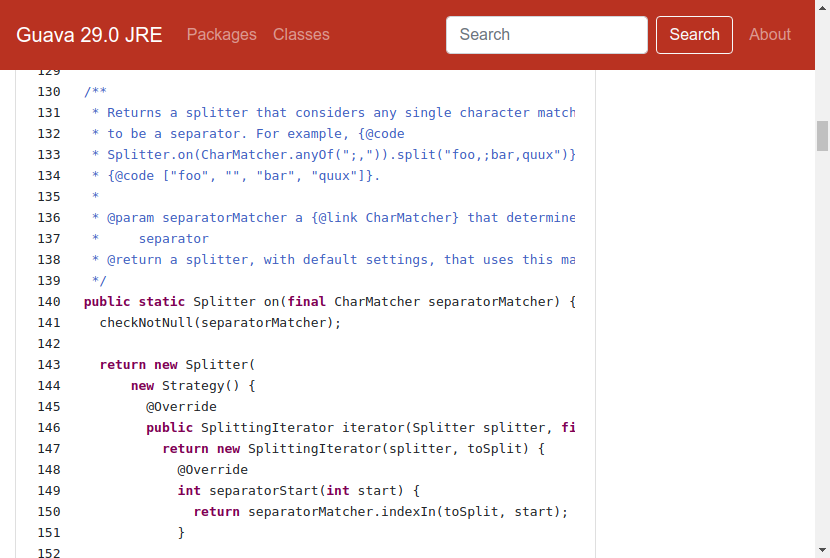 Guava 29.0 JRE Packages Classes Search Search About
129
130 /**
131 * Returns a splitter that considers any single character match
132 * to be a separator. For example, {@code
133 * Splitter.on(CharMatcher.anyOf(";,")).split("foo,;bar,quux")}
134 * {@code ["foo", "", "bar", "quux"]}.
135 *
136 * @param separatorMatcher a {@link CharMatcher} that determine
137 *     separator
138 * @return a splitter, with default settings, that uses this ma
139 */
140 public static Splitter on(final CharMatcher separatorMatcher) {
141   checkNotNull(separatorMatcher);
142
143   return new Splitter(
144       new Strategy() {
145         @Override
146         public SplittingIterator iterator(Splitter splitter, fi
147           return new SplittingIterator(splitter, toSplit) {
148             @Override
149             int separatorStart(int start) {
150               return separatorMatcher.indexIn(toSplit, start);
151             }
152